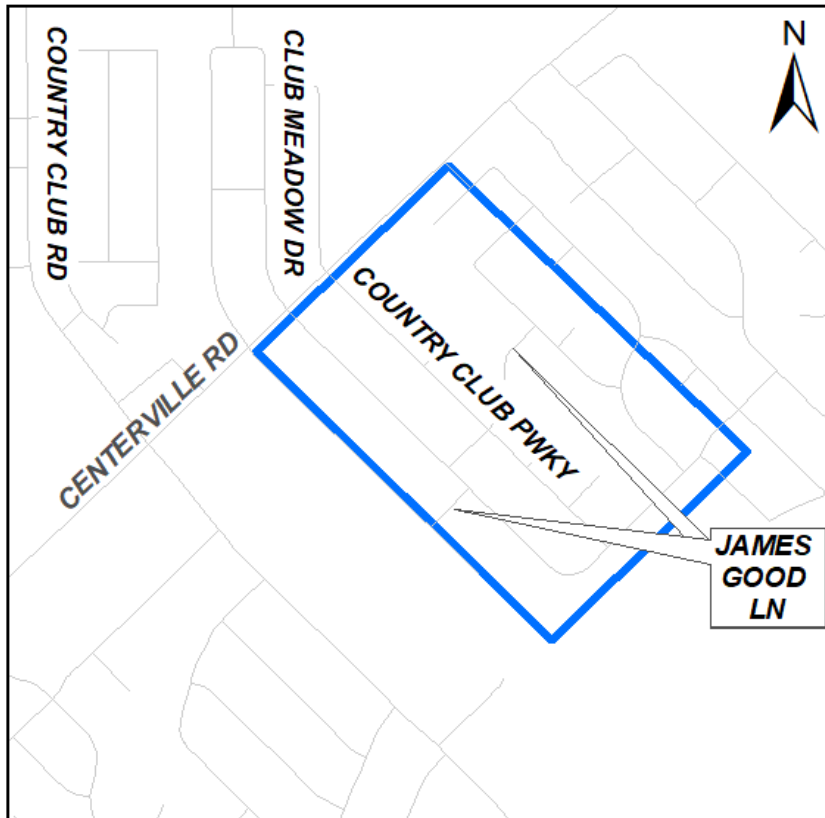 N
COUNTRY CLUB RD
CLUB MEADOW DR
COUNTRY CLUB PWKY
CENTERVILLE RD
JAMES
GOOD
LN